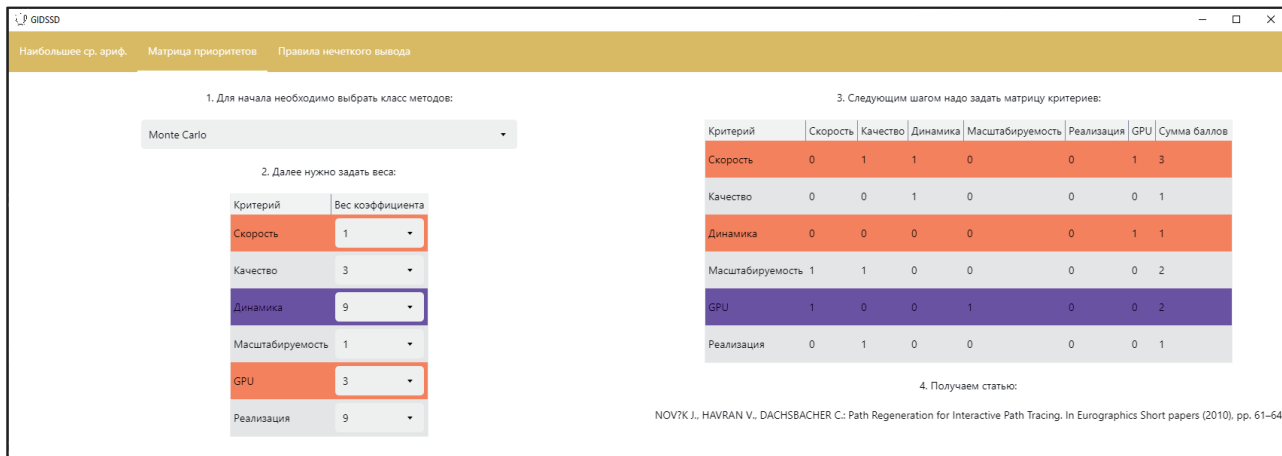 GIDSSD
Наибольшее ср. ариф. Матрица приоритетов Правила нечеткого вывода
1. Для начала необходимо выбрать класс методов:
Monte Carlo
2. Далее нужно задать веса:
Критерий Вес коэффициента
Скорость 1
Качество 3
Динамика 9
Масштабируемость 1
GPU 3
Реализация 9
3. Следующим шагом надо задать матрицу критериев:
Критерий Скорость Качество Динамика Масштабируемость Реализация GPU Сумма баллов
Скорость 0 1 1 0 0 1 3
Качество 0 0 1 0 0 0 1
Динамика 0 0 0 0 0 1 1
Масштабируемость 1 1 0 0 0 0 2
GPU 1 0 0 1 0 0 2
Реализация 0 1 0 0 0 0 1
4. Получаем статью:
NOV?K J., HAVRAN V., DACHSBACHER C.: Path Regeneration for Interactive Path Tracing. In Eurographics Short papers (2010), pp. 61–64